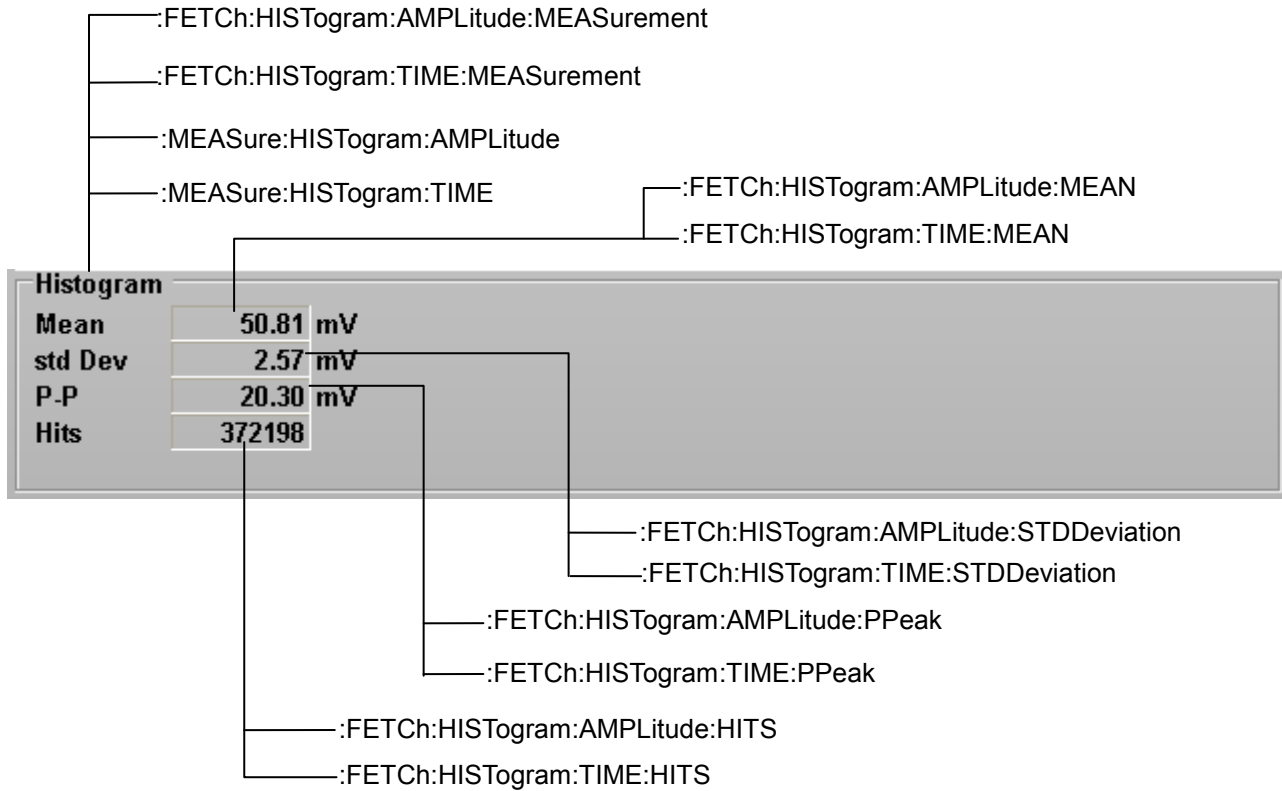 :FETCh:HISTogram:AMPLitude:MEASurement
:FETCh:HISTogram:TIME:MEASurement
:MEASure:HISTogram:AMPLitude
:MEASure:HISTogram:TIME
:FETCh:HISTogram:AMPLitude:MEAN
:FETCh:HISTogram:TIME:MEAN
Histogram
Mean 50.81 mV
std Dev 2.57 mV
P-P 20.30 mV
Hits 372198
:FETCh:HISTogram:AMPLitude:STDDeviation
:FETCh:HISTogram:TIME:STDDeviation
:FETCh:HISTogram:AMPLitude:PPeak
:FETCh:HISTogram:TIME:PPeak
:FETCh:HISTogram:AMPLitude:HITS
:FETCh:HISTogram:TIME:HITS